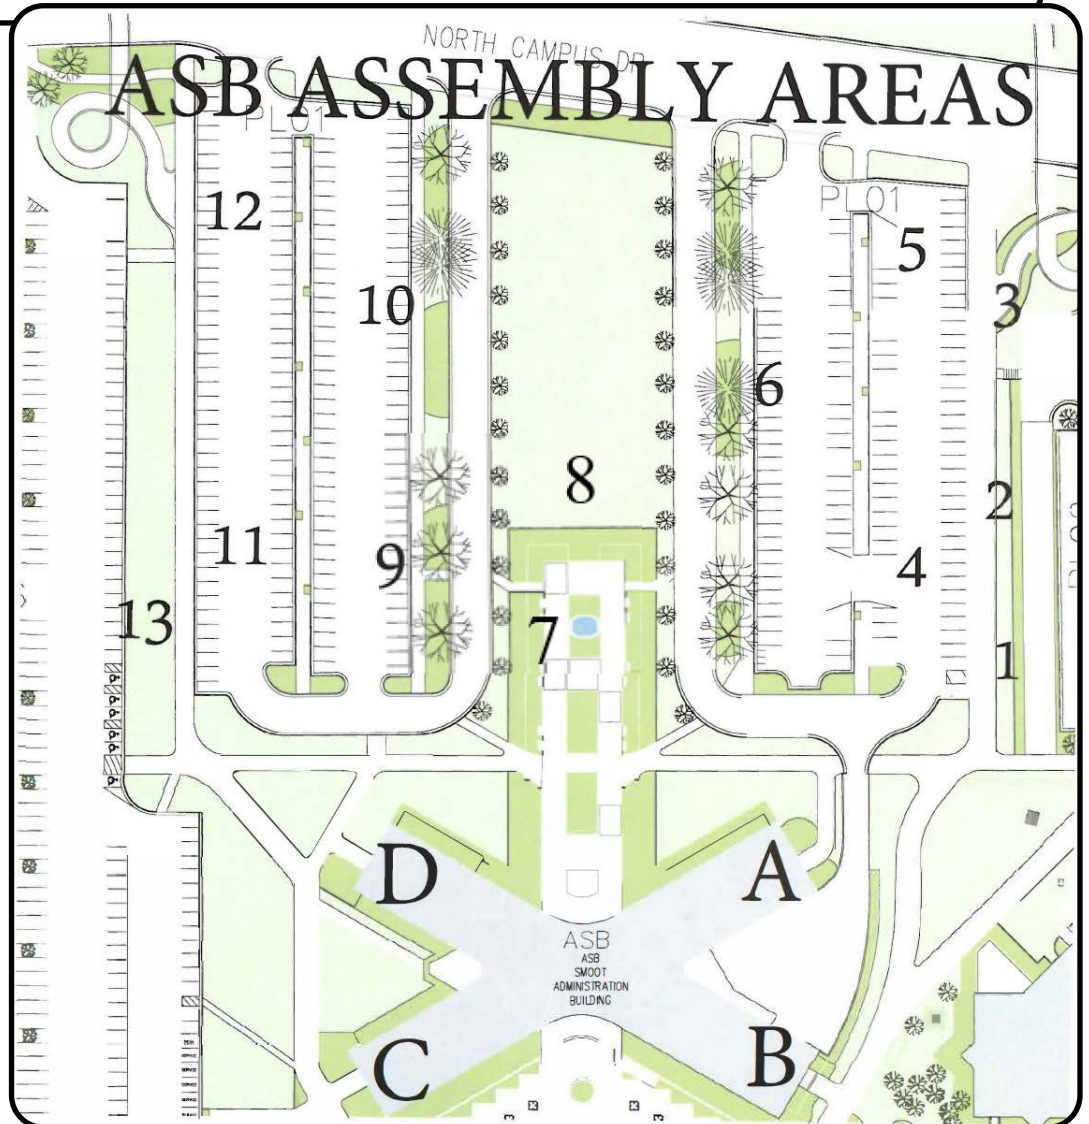 NORTH CAMPUS DR
ASB ASSEMBLY AREAS
PL01
PL01
12
5
10
3
6
8
2
11
9
4
13
7
1
D
A
ASB
ASB
SMOOT
ADMINISTRATION
BUILDING
C
B